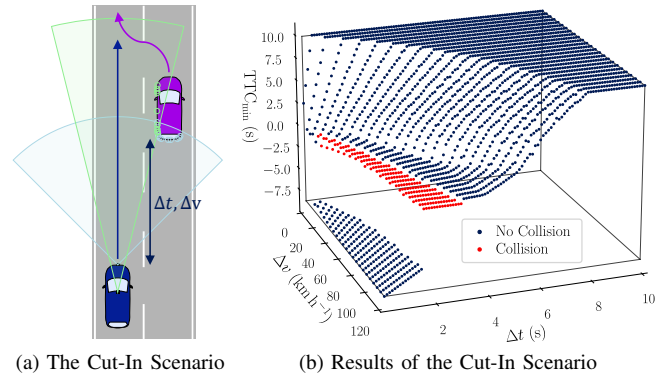 Δt, Δv
(a) The Cut-In Scenario
10.0
7.5
5.0
2.5
0.0
−2.5
−5.0
−7.5
TTCmin (s)
0
20
40
60
80
100
120
Δv (km h⁻¹)
2
4
6
8
10
Δt (s)
No Collision
Collision
(b) Results of the Cut-In Scenario